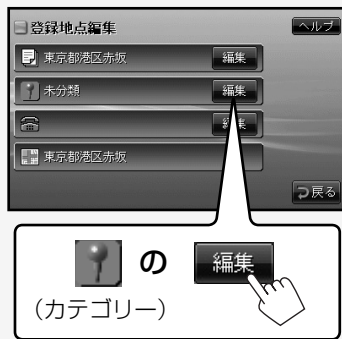 登録地点編集 ヘルプ
東京都港区赤坂 編集
未分類 編集
編集
東京都港区赤坂
戻る
の 編集
(カテゴリー)